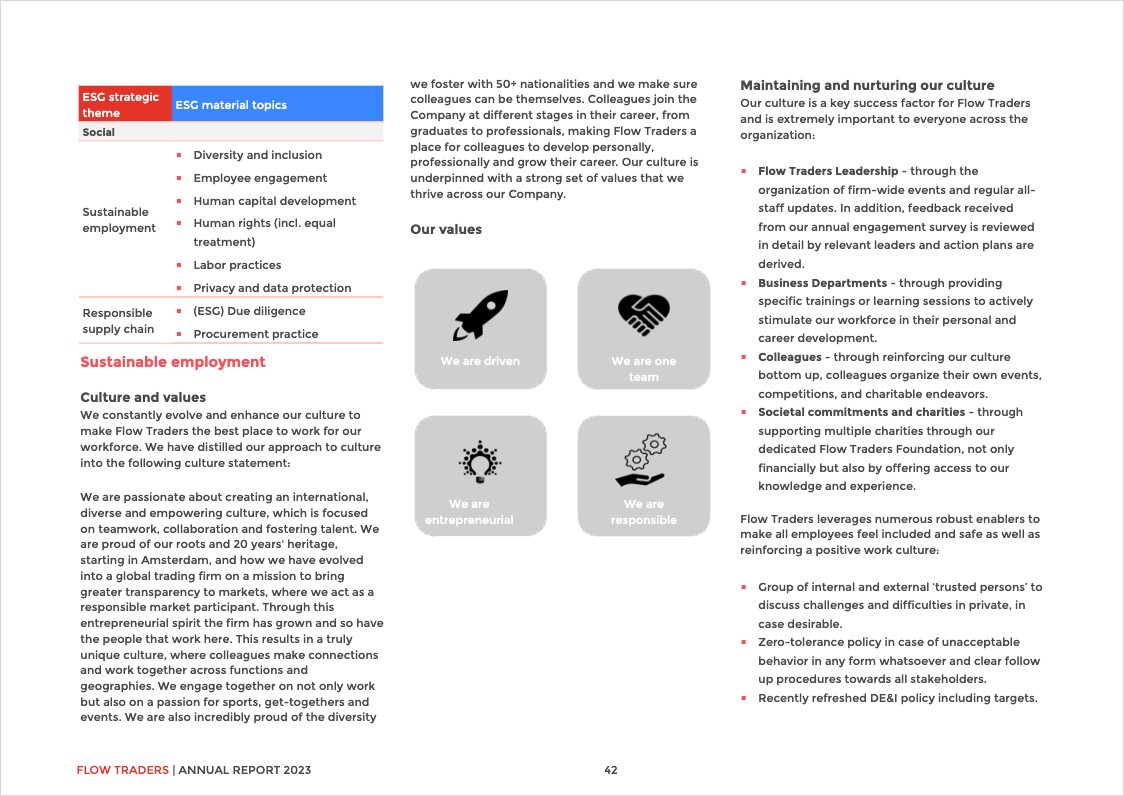 ESG strategic
theme
ESG material topics
Social
Sustainable
employment
▪ Diversity and inclusion
▪ Employee engagement
▪ Human capital development
▪ Human rights (incl. equal
treatment)
▪ Labor practices
▪ Privacy and data protection
Responsible
supply chain
▪ (ESG) Due diligence
▪ Procurement practice
Sustainable employment
Culture and values
We constantly evolve and enhance our culture to
make Flow Traders the best place to work for our
workforce. We have distilled our approach to culture
into the following culture statement:
We are passionate about creating an international,
diverse and empowering culture, which is focused
on teamwork, collaboration and fostering talent. We
are proud of our roots and 20 years' heritage,
starting in Amsterdam, and how we have evolved
into a global trading firm on a mission to bring
greater transparency to markets, where we act as a
responsible market participant. Through this
entrepreneurial spirit the firm has grown and so have
the people that work here. This results in a truly
unique culture, where colleagues make connections
and work together across functions and
geographies. We engage together on not only work
but also on a passion for sports, get-togethers and
events. We are also incredibly proud of the diversity
we foster with 50+ nationalities and we make sure
colleagues can be themselves. Colleagues join the
Company at different stages in their career, from
graduates to professionals, making Flow Traders a
place for colleagues to develop personally,
professionally and grow their career. Our culture is
underpinned with a strong set of values that we
thrive across our Company.
Our values
We are driven
We are one
team
We are
entrepreneurial
We are
responsible
Maintaining and nurturing our culture
Our culture is a key success factor for Flow Traders
and is extremely important to everyone across the
organization:
▪ Flow Traders Leadership - through the
organization of firm-wide events and regular all-
staff updates. In addition, feedback received
from our annual engagement survey is reviewed
in detail by relevant leaders and action plans are
derived.
▪ Business Departments - through providing
specific trainings or learning sessions to actively
stimulate our workforce in their personal and
career development.
▪ Colleagues - through reinforcing our culture
bottom up, colleagues organize their own events,
competitions, and charitable endeavors.
▪ Societal commitments and charities - through
supporting multiple charities through our
dedicated Flow Traders Foundation, not only
financially but also by offering access to our
knowledge and experience.
Flow Traders leverages numerous robust enablers to
make all employees feel included and safe as well as
reinforcing a positive work culture:
▪ Group of internal and external 'trusted persons' to
discuss challenges and difficulties in private, in
case desirable.
▪ Zero-tolerance policy in case of unacceptable
behavior in any form whatsoever and clear follow
up procedures towards all stakeholders.
▪ Recently refreshed DE&I policy including targets.
FLOW TRADERS | ANNUAL REPORT 2023
42